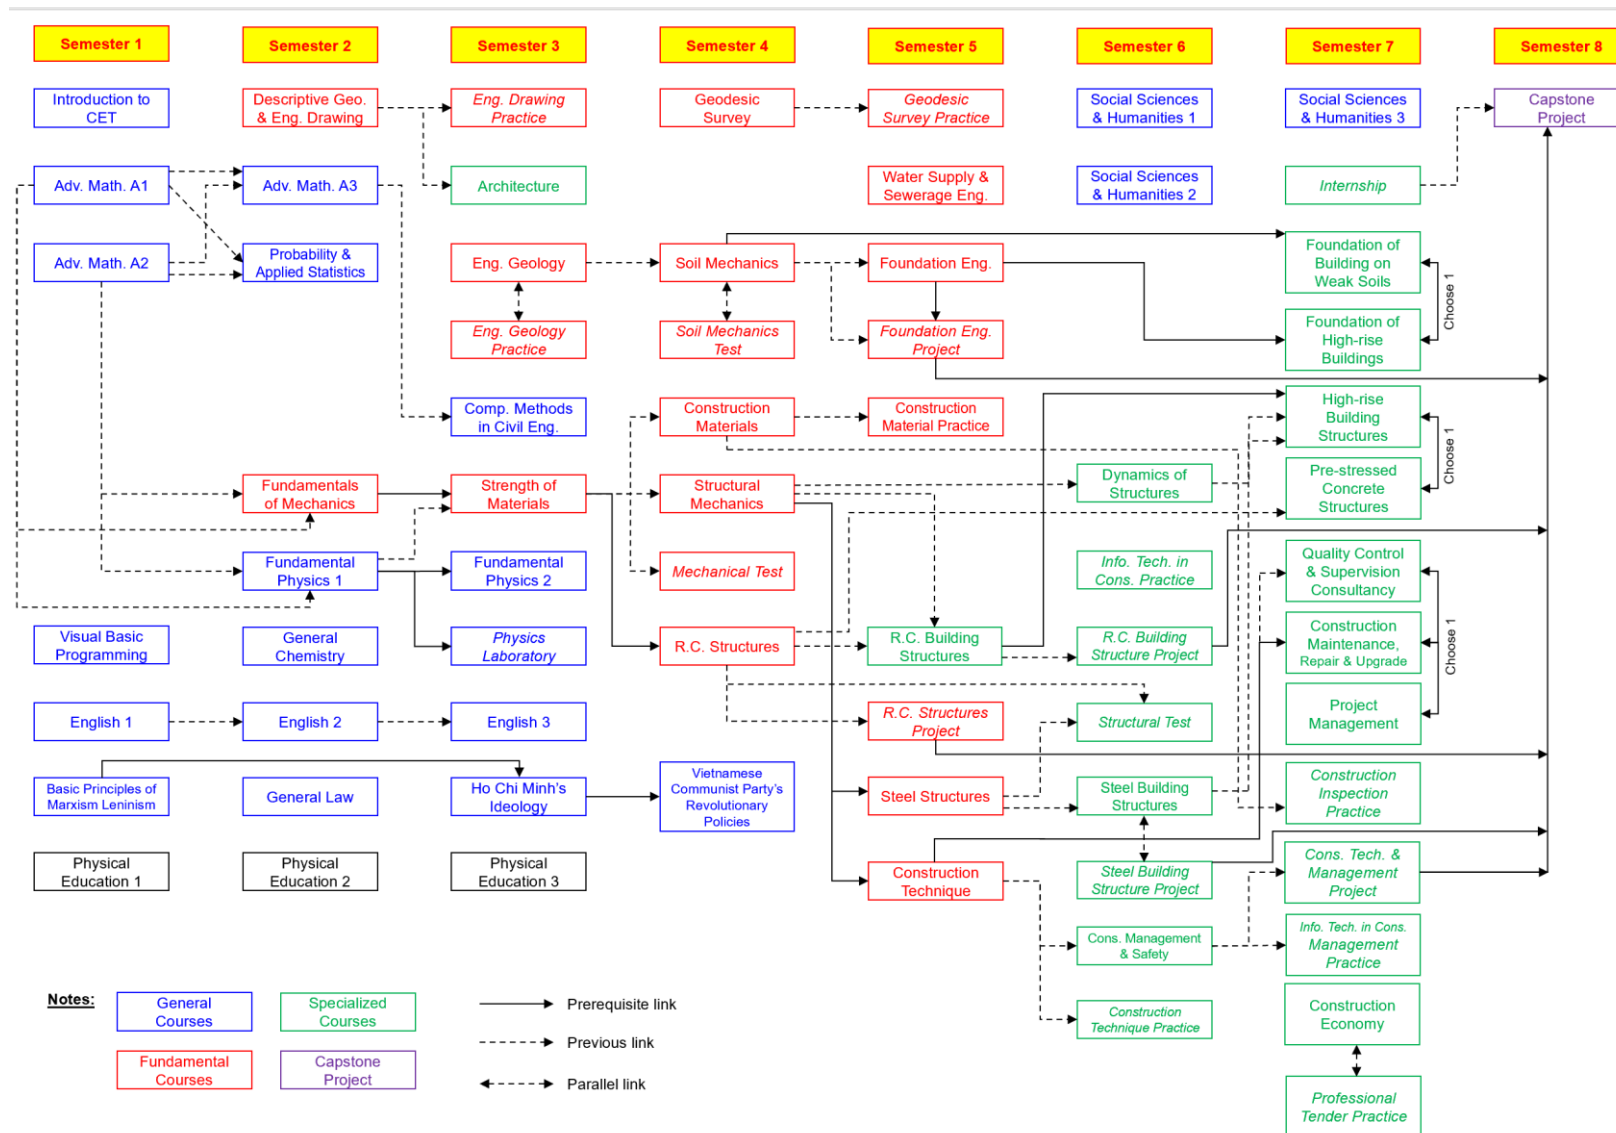 Semester 1
Semester 2
Semester 3
Semester 4
Semester 5
Semester 6
Semester 7
Semester 8
Introduction to
CET
Descriptive Geo.
& Eng. Drawing
Eng. Drawing
Practice
Geodesic
Survey
Geodesic
Survey Practice
Social Sciences
& Humanities 1
Social Sciences
& Humanities 3
Capstone
Project
Adv. Math. A1
Adv. Math. A3
Architecture
Water Supply &
Sewerage Eng.
Social Sciences
& Humanities 2
Internship
Adv. Math. A2
Probability &
Applied Statistics
Eng. Geology
Soil Mechanics
Foundation Eng.
Foundation of
Building on
Weak Soils
Choose 1
Eng. Geology
Practice
Soil Mechanics
Test
Foundation Eng.
Project
Foundation of
High-rise
Buildings
Comp. Methods
in Civil Eng.
Construction
Materials
Construction
Material Practice
High-rise
Building
Structures
Choose 1
Fundamentals
of Mechanics
Strength of
Materials
Structural
Mechanics
Dynamics of
Structures
Pre-stressed
Concrete
Structures
Fundamental
Physics 1
Fundamental
Physics 2
Mechanical Test
Info. Tech. in
Cons. Practice
Quality Control
& Supervision
Consultancy
Visual Basic
Programming
General
Chemistry
Physics
Laboratory
R.C. Structures
R.C. Building
Structures
R.C. Building
Structure Project
Construction
Maintenance,
Repair & Upgrade
Choose 1
English 1
English 2
English 3
R.C. Structures
Project
Structural Test
Project
Management
Basic Principles of
Marxism Leninism
General Law
Ho Chi Minh's
Ideology
Vietnamese
Communist Party's
Revolutionary
Policies
Steel Structures
Steel Building
Structures
Construction
Inspection
Practice
Physical
Education 1
Physical
Education 2
Physical
Education 3
Construction
Technique
Steel Building
Structure Project
Cons. Tech. &
Management
Project
Cons. Management
& Safety
Info. Tech. in Cons.
Management
Practice
Construction
Technique Practice
Construction
Economy
Professional
Tender Practice
Notes:
General
Courses
Specialized
Courses
Prerequisite link
Previous link
Fundamental
Courses
Capstone
Project
Parallel link